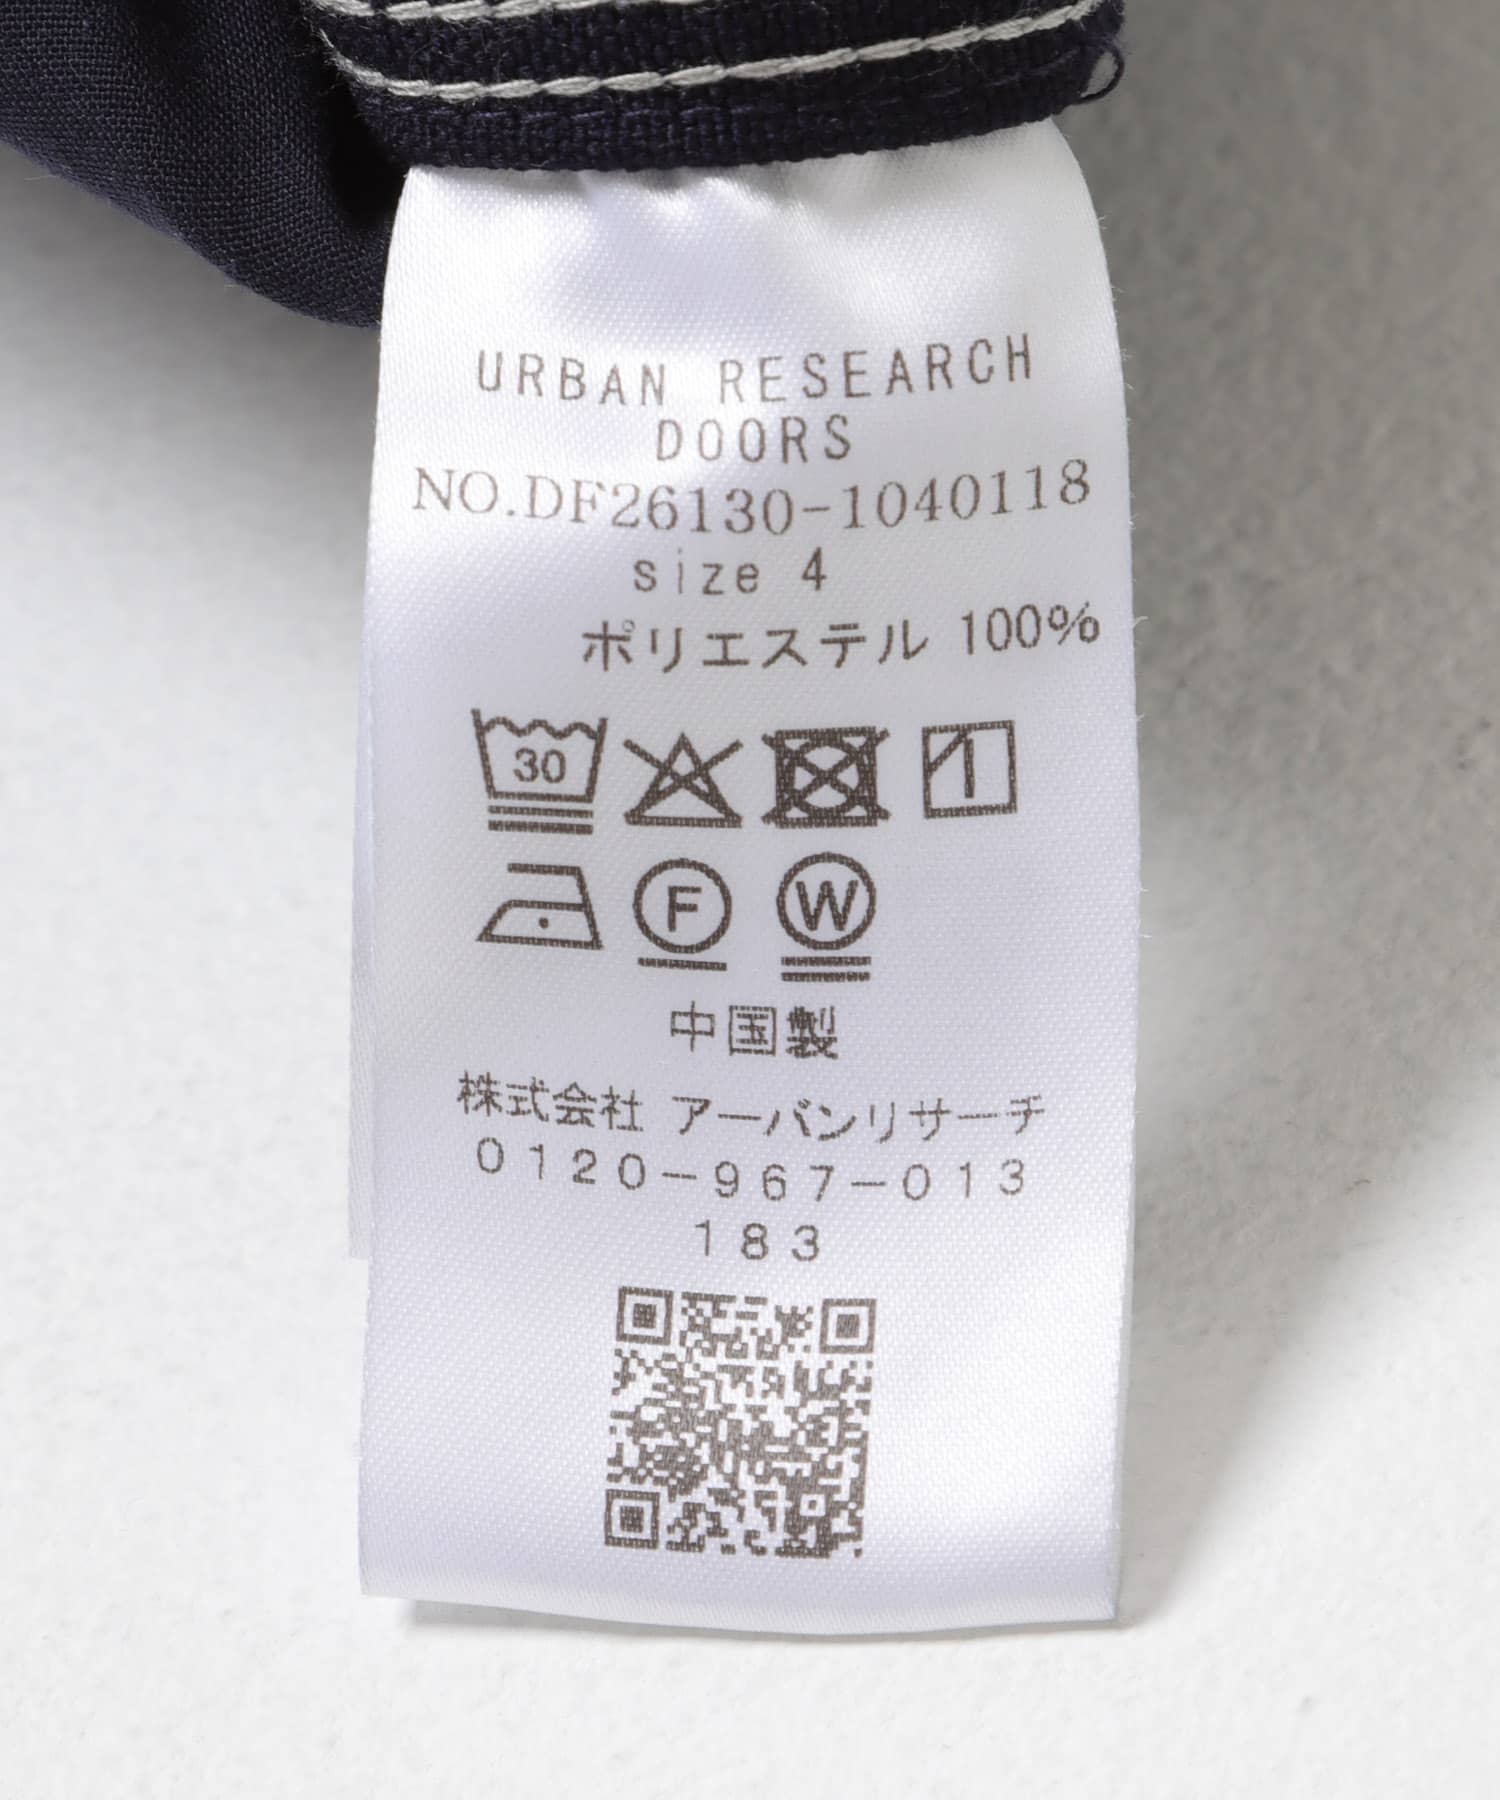 URBAN RESEARCH
DOORS
NO.DF26130-1040118
size 4
ポリエステル 100%
30
F W
中国製
株式会社 アーバンリサーチ
0120-967-013
183